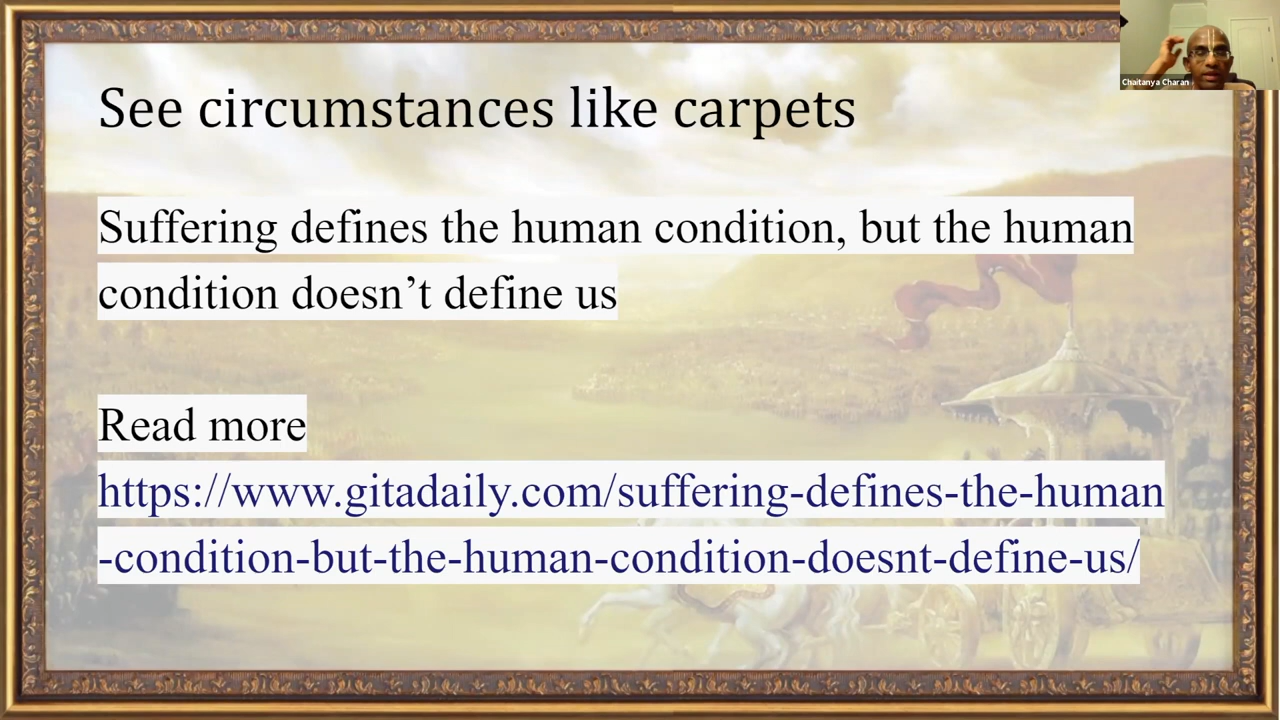 Chaitanya Charan
See circumstances like carpets
Suffering defines the human condition, but the human
condition doesn’t define us
Read more
https://www.gitadaily.com/suffering-defines-the-human
-condition-but-the-human-condition-doesnt-define-us/